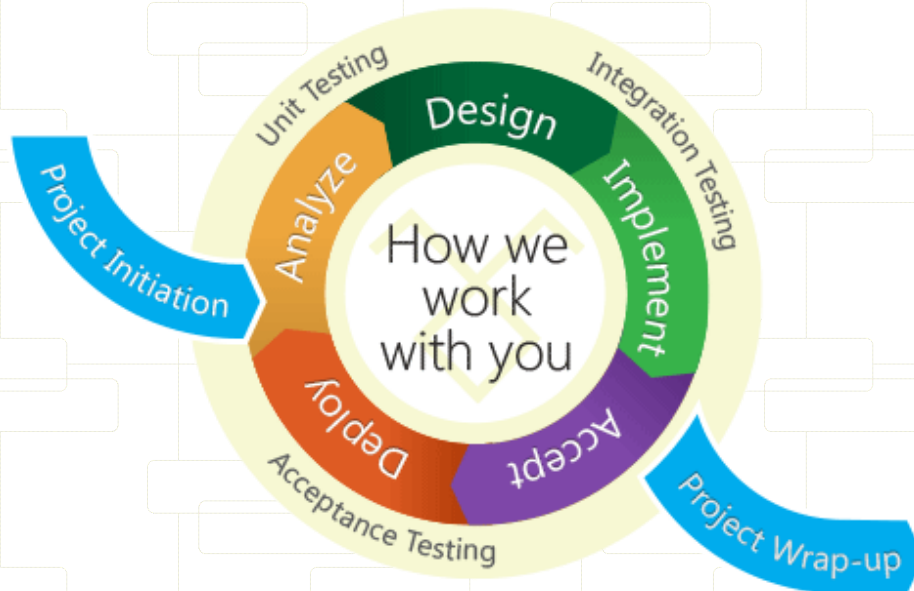 Unit Testing
Integration Testing
Design
Project Initiation
Analyze
Implement
How we
work
with you
Deploy
Accept
Acceptance Testing
Project Wrap-up